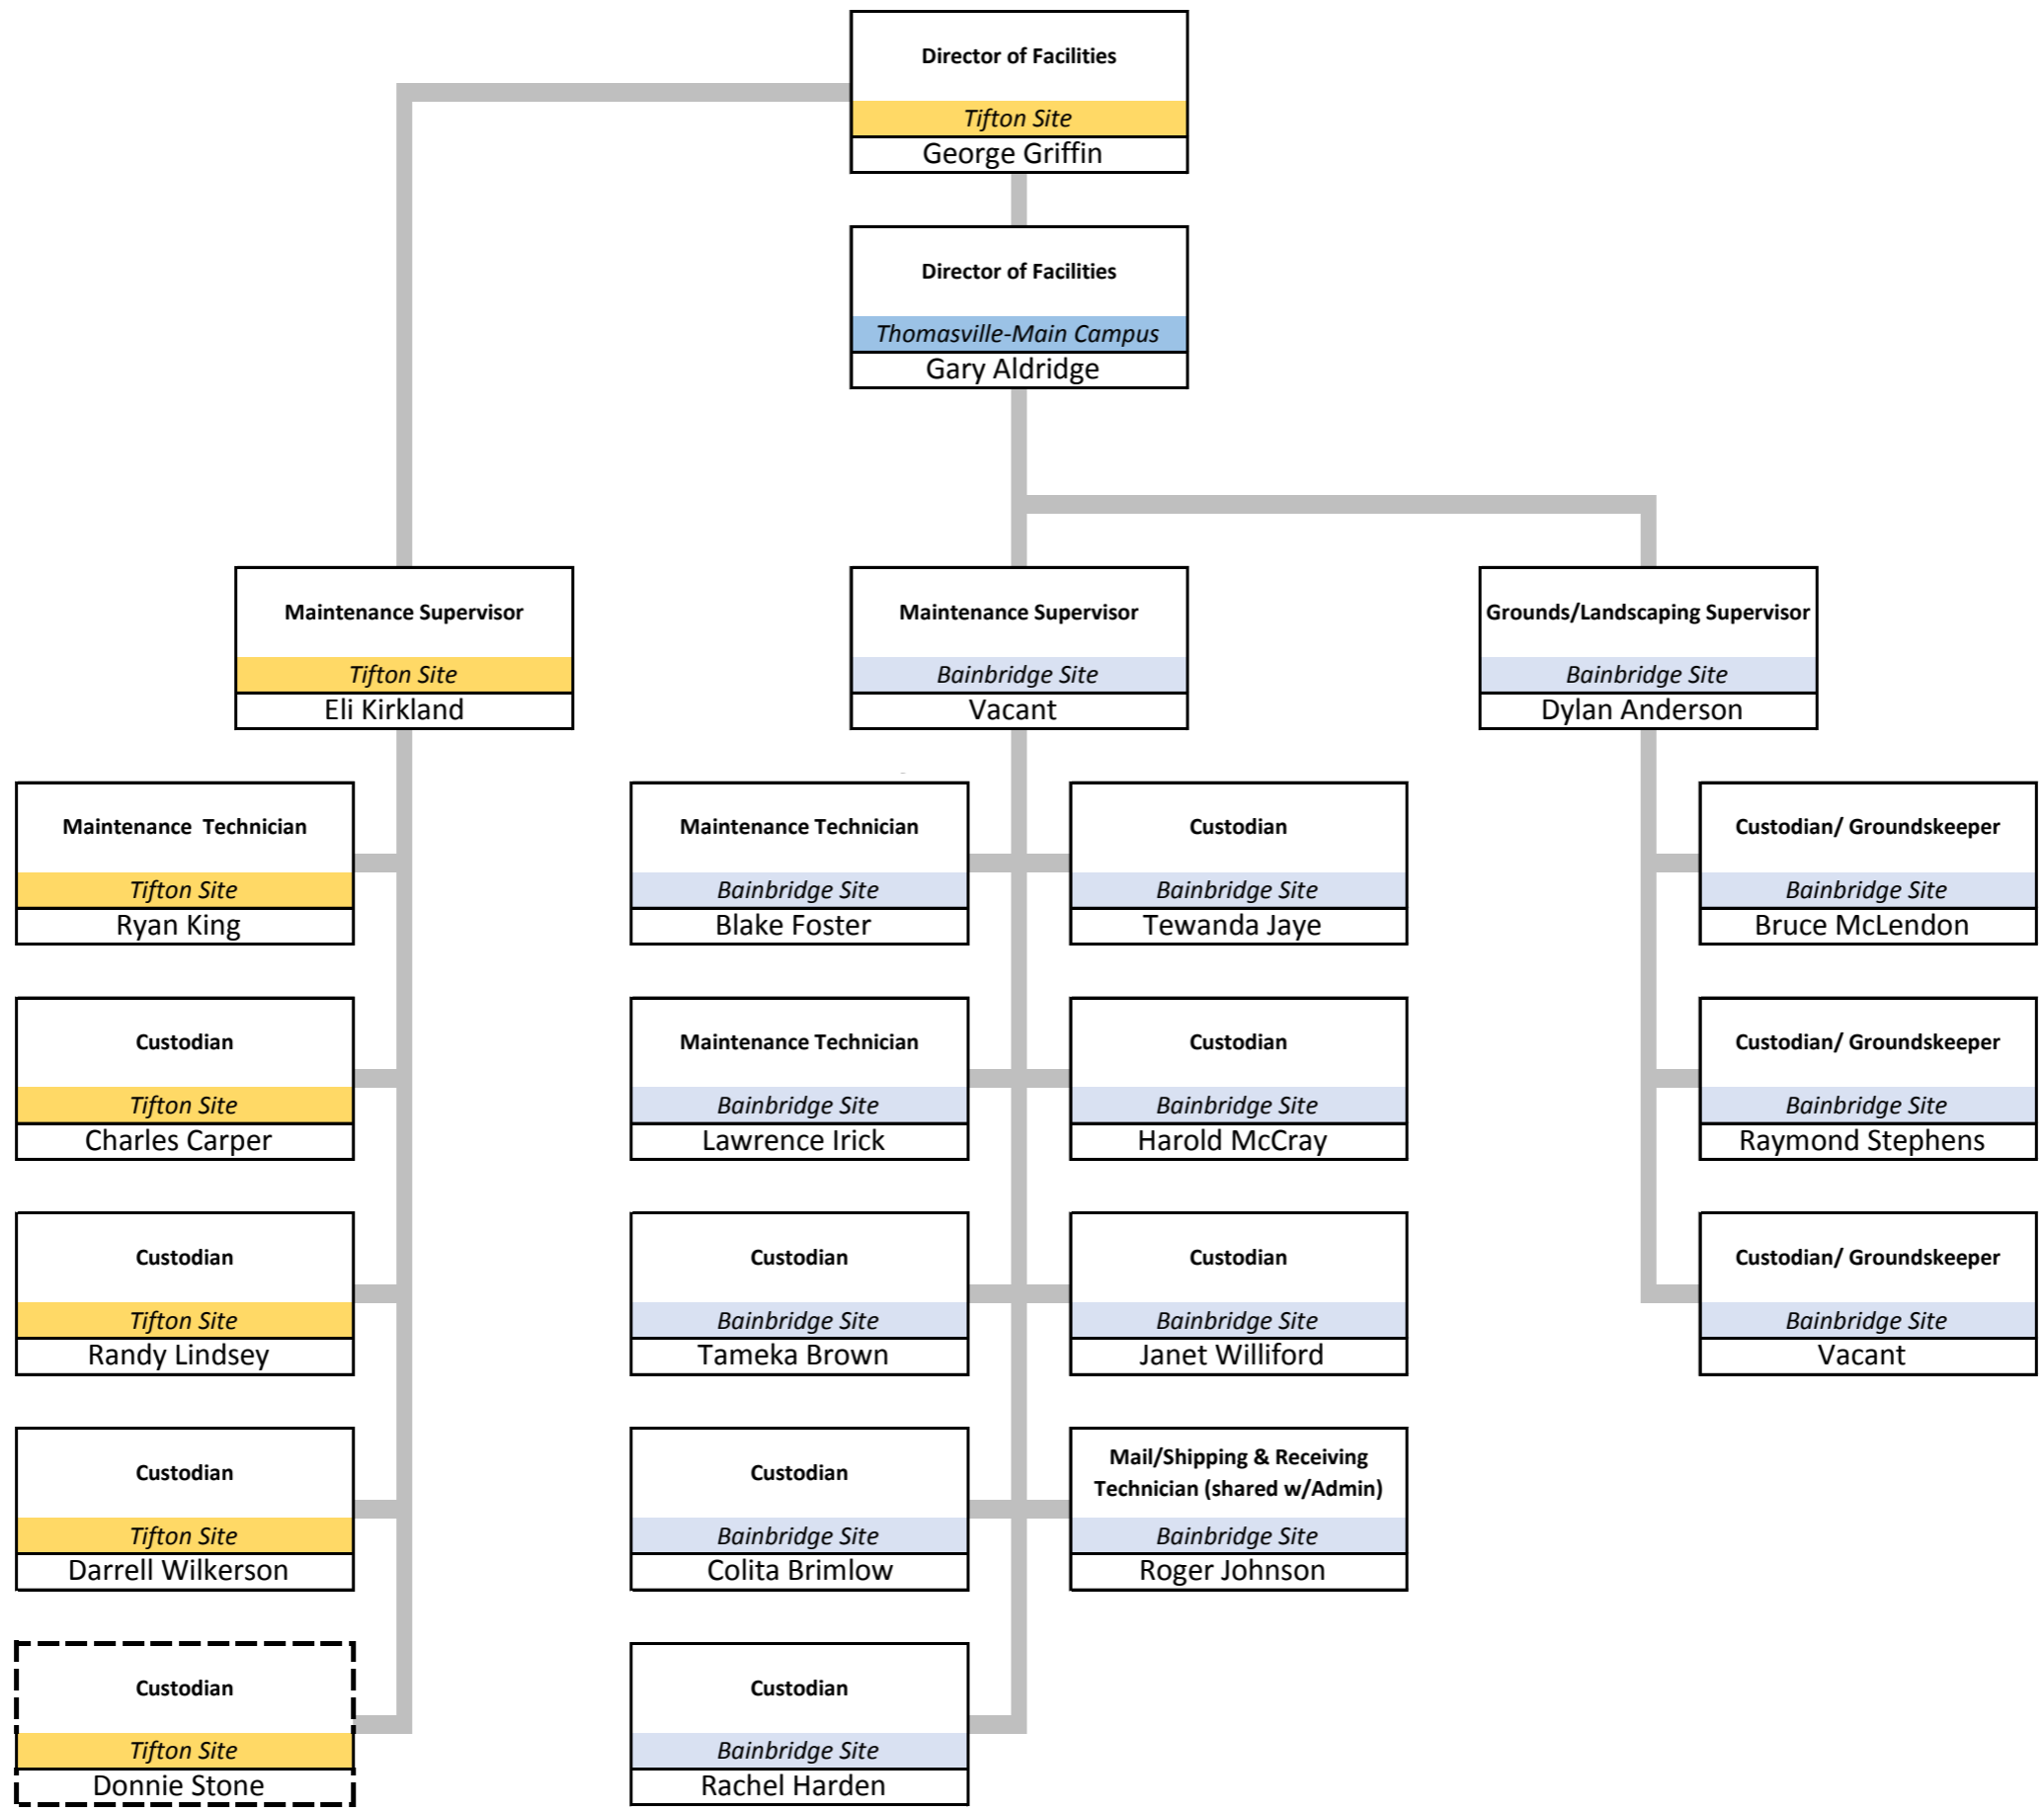 Director of Facilities
Tifton Site
George Griffin
Director of Facilities
Thomasville-Main Campus
Gary Aldridge
Maintenance Supervisor
Tifton Site
Eli Kirkland
Maintenance Supervisor
Bainbridge Site
Vacant
Grounds/Landscaping Supervisor
Bainbridge Site
Dylan Anderson
Maintenance  Technician
Tifton Site
Ryan King
Maintenance Technician
Bainbridge Site
Blake Foster
Custodian
Bainbridge Site
Tewanda Jaye
Custodian/ Groundskeeper
Bainbridge Site
Bruce McLendon
Custodian
Tifton Site
Charles Carper
Maintenance Technician
Bainbridge Site
Lawrence Irick
Custodian
Bainbridge Site
Harold McCray
Custodian/ Groundskeeper
Bainbridge Site
Raymond Stephens
Custodian
Tifton Site
Randy Lindsey
Custodian
Bainbridge Site
Tameka Brown
Custodian
Bainbridge Site
Janet Williford
Custodian/ Groundskeeper
Bainbridge Site
Vacant
Custodian
Tifton Site
Darrell Wilkerson
Custodian
Bainbridge Site
Colita Brimlow
Mail/Shipping & Receiving
Technician (shared w/Admin)
Bainbridge Site
Roger Johnson
Custodian
Tifton Site
Donnie Stone
Custodian
Bainbridge Site
Rachel Harden